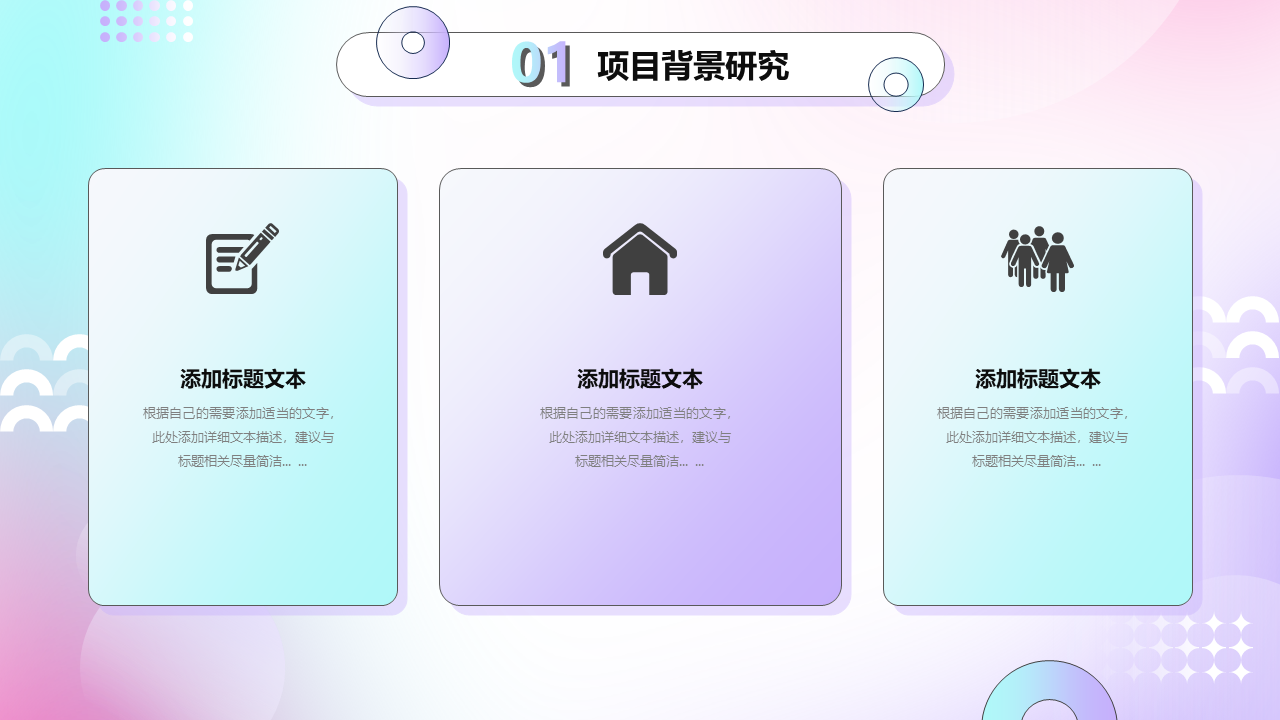 01 项目背景研究
添加标题文本
根据自己的需要添加适当的文字，
此处添加详细文本描述，建议与
标题相关尽量简洁... ...
添加标题文本
根据自己的需要添加适当的文字，
此处添加详细文本描述，建议与
标题相关尽量简洁... ...
添加标题文本
根据自己的需要添加适当的文字，
此处添加详细文本描述，建议与
标题相关尽量简洁... ...